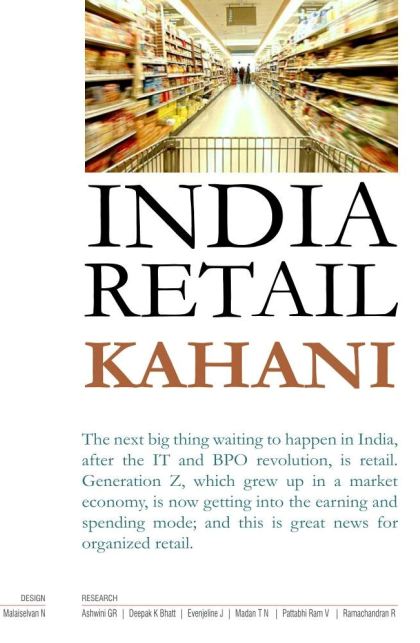 INDIA
RETAIL
KAHANI
The next big thing waiting to happen in India,
after the IT and BPO revolution, is retail.
Generation Z, which grew up in a market
economy, is now getting into the earning and
spending mode; and this is great news for
organized retail.
DESIGN
Malaiselvan N
RESEARCH
Ashwini GR | Deepak K Bhatt | Evenjeline J | Madan T N | Pattabhi Ram V | Ramachandran R